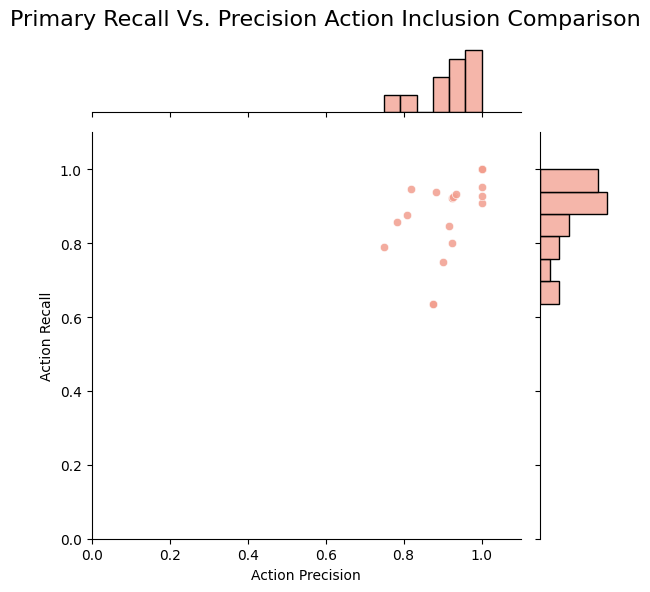 Primary Recall Vs. Precision Action Inclusion Comparison
1.0
0.8
0.6
0.4
0.2
0.0
Action Recall
0.0 0.2 0.4 0.6 0.8 1.0
Action Precision